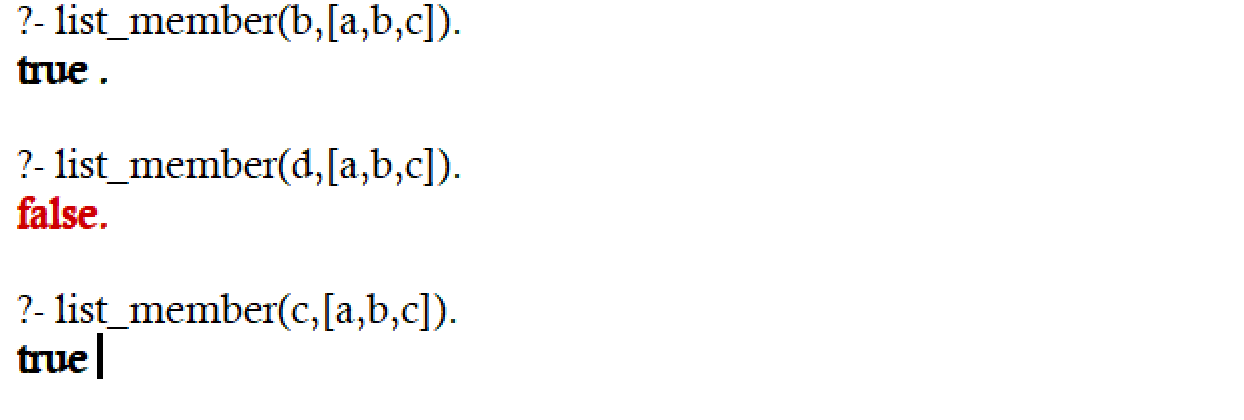 ?- list_member(b,[a,b,c]).
true .
?- list_member(d,[a,b,c]).
false.
?- list_member(c,[a,b,c]).
true